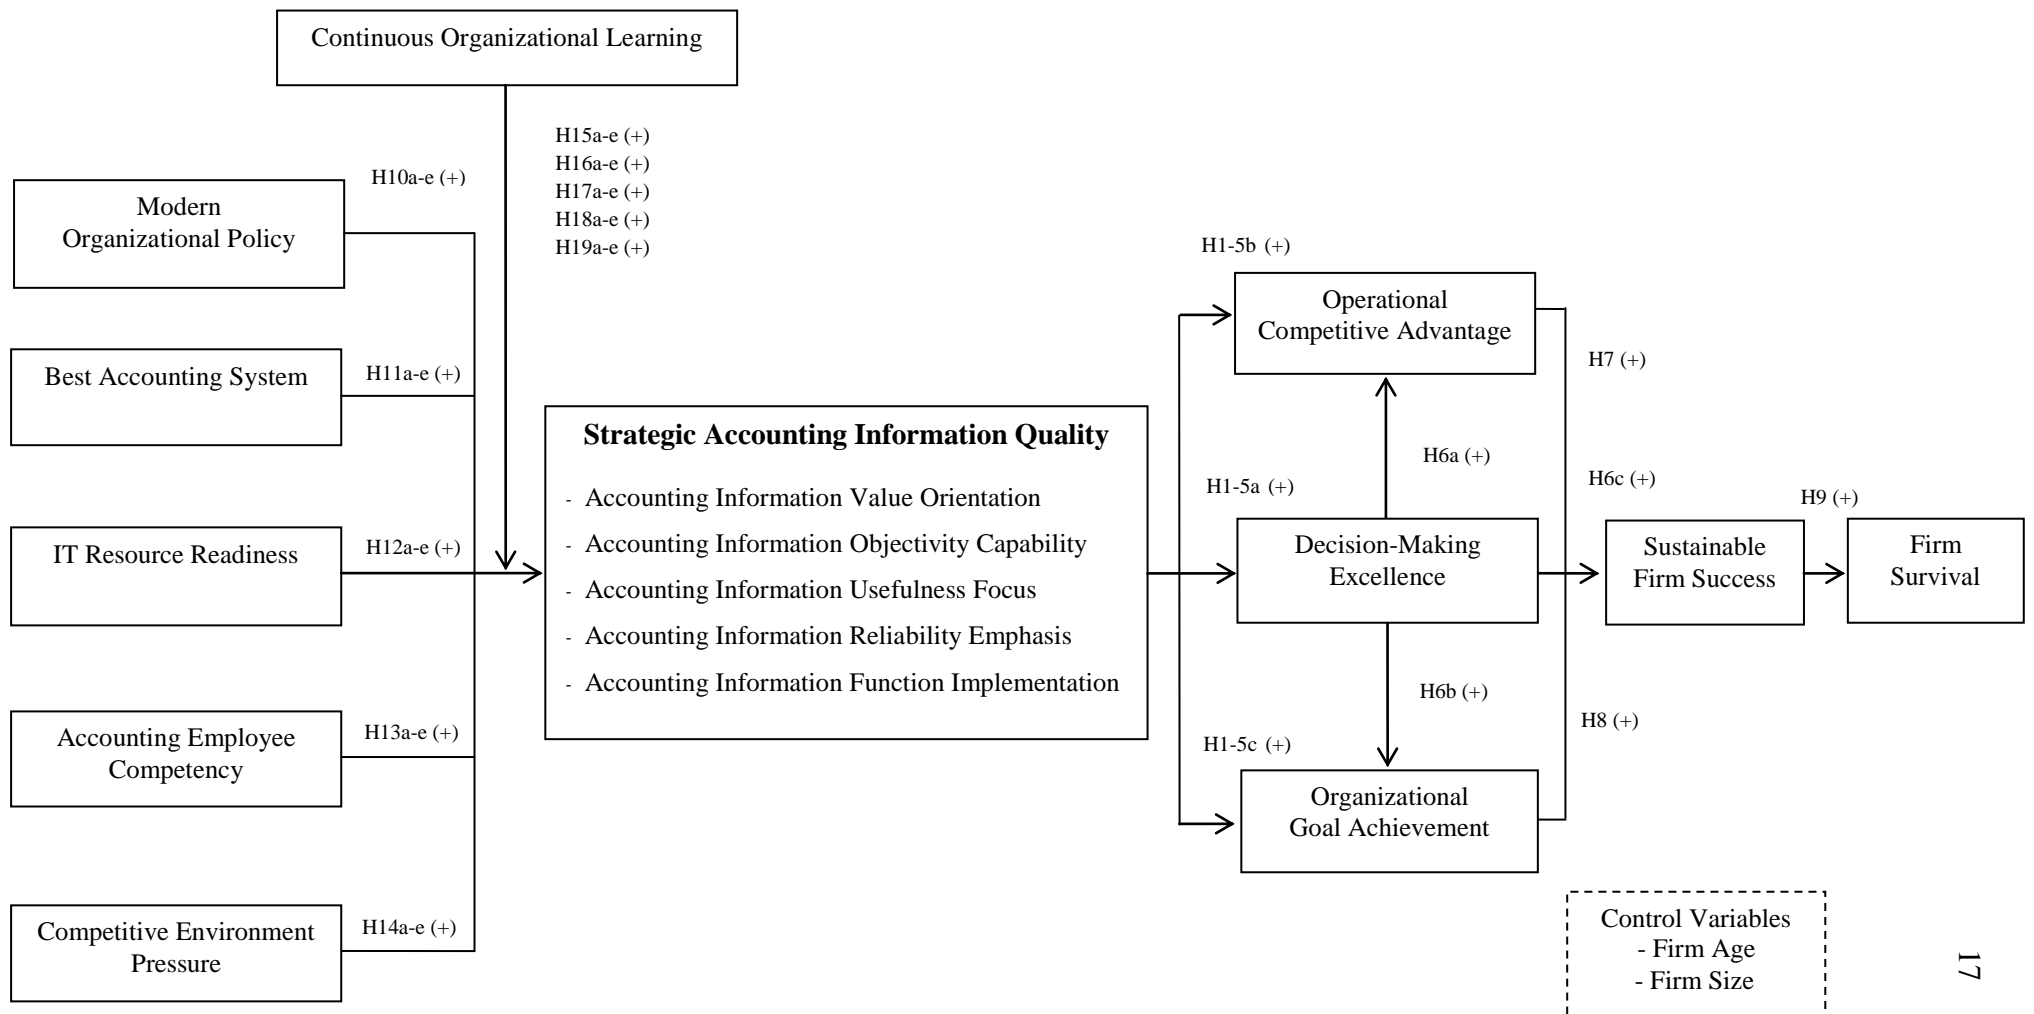 Continuous Organizational Learning
H15a-e (+)
H16a-e (+)
H17a-e (+)
H18a-e (+)
H19a-e (+)
H10a-e (+)
Modern
Organizational Policy
H11a-e (+)
Best Accounting System
H12a-e (+)
IT Resource Readiness
H13a-e (+)
Accounting Employee
Competency
H14a-e (+)
Competitive Environment
Pressure
Strategic Accounting Information Quality
- Accounting Information Value Orientation
- Accounting Information Objectivity Capability
- Accounting Information Usefulness Focus
- Accounting Information Reliability Emphasis
- Accounting Information Function Implementation
H1-5b (+)
Operational
Competitive Advantage
H7 (+)
H6a (+)
H1-5a (+)
Decision-Making
Excellence
H6c (+)
H9 (+)
Sustainable
Firm Success
Firm
Survival
H6b (+)
H8 (+)
H1-5c (+)
Organizational
Goal Achievement
Control Variables
- Firm Age
- Firm Size
17